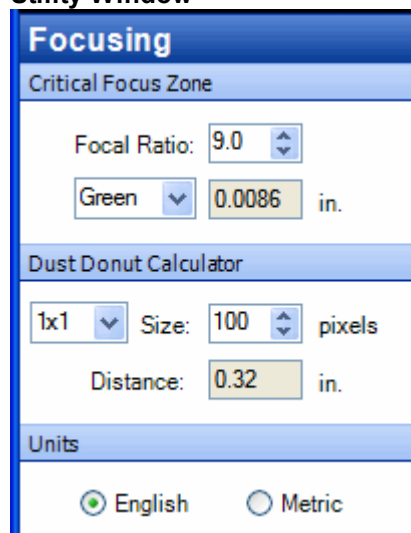 Utility Window
Focusing
Critical Focus Zone
Focal Ratio: 9.0
Green 0.0086 in.
Dust Donut Calculator
1x1 Size: 100 pixels
Distance: 0.32 in.
Units
English Metric